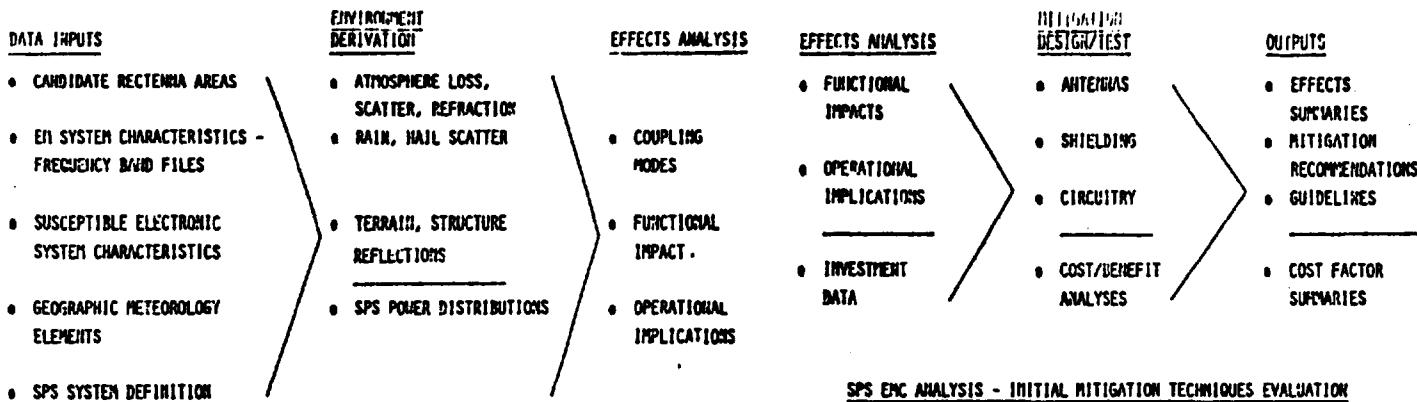 DATA INPUTS
● CANDIDATE RECTENNA AREAS
● EM SYSTEM CHARACTERISTICS -
FREQUENCY BAND FILES
● SUSCEPTIBLE ELECTRONIC
SYSTEM CHARACTERISTICS
● GEOGRAPHIC METEOROLOGY
ELEMENTS
● SPS SYSTEM DEFINITION
ENVIRONMENT
DERIVATION
● ATMOSPHERE LOSS,
SCATTER, REFRACTION
● RAIN, HAIL SCATTER
● TERRAIN, STRUCTURE
REFLECTIONS
● SPS POWER DISTRIBUTIONS
EFFECTS ANALYSIS
● COUPLING
MODES
● FUNCTIONAL
IMPACT.
● OPERATIONAL
IMPLICATIONS
EFFECTS ANALYSIS
● FUNCTIONAL
IMPACTS
● OPERATIONAL
IMPLICATIONS
● INVESTMENT
DATA
MITIGATION
DESIGN/TEST
● ANTENNAS
● SHIELDING
● CIRCUITRY
● COST/BENEFIT
ANALYSES
OUTPUTS
● EFFECTS
SUMMARIES
● MITIGATION
RECOMMENDATIONS
● GUIDELINES
● COST FACTOR
SUMMARIES
SPS EMC ANALYSIS - INITIAL MITIGATION TECHNIQUES EVALUATION